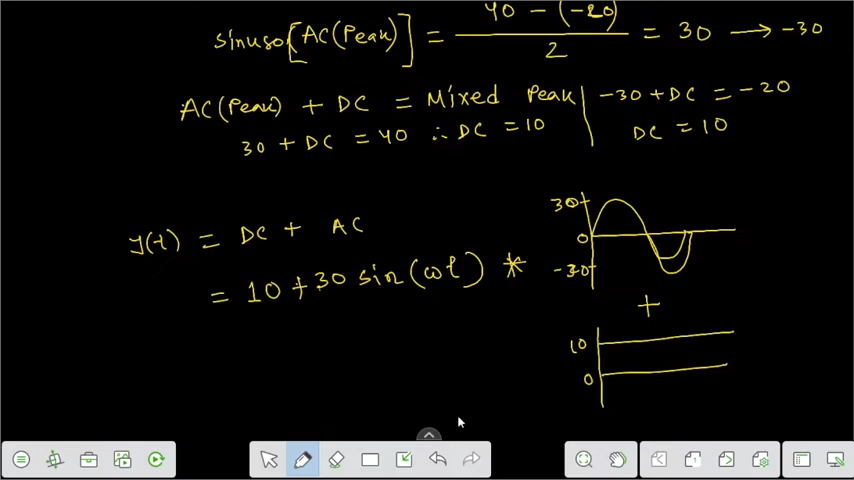 40 - (-20)
sinuso[AC(Peak)] = ――― = 30 → -30
2
AC(Peak) + DC = Mixed Peak | -30 + DC = -20
30 + DC = 40 ∴ DC = 10 | DC = 10
y(t) = DC + AC
= 10 + 30 sin(ωt) *
30
0
-30
+
10
0
1